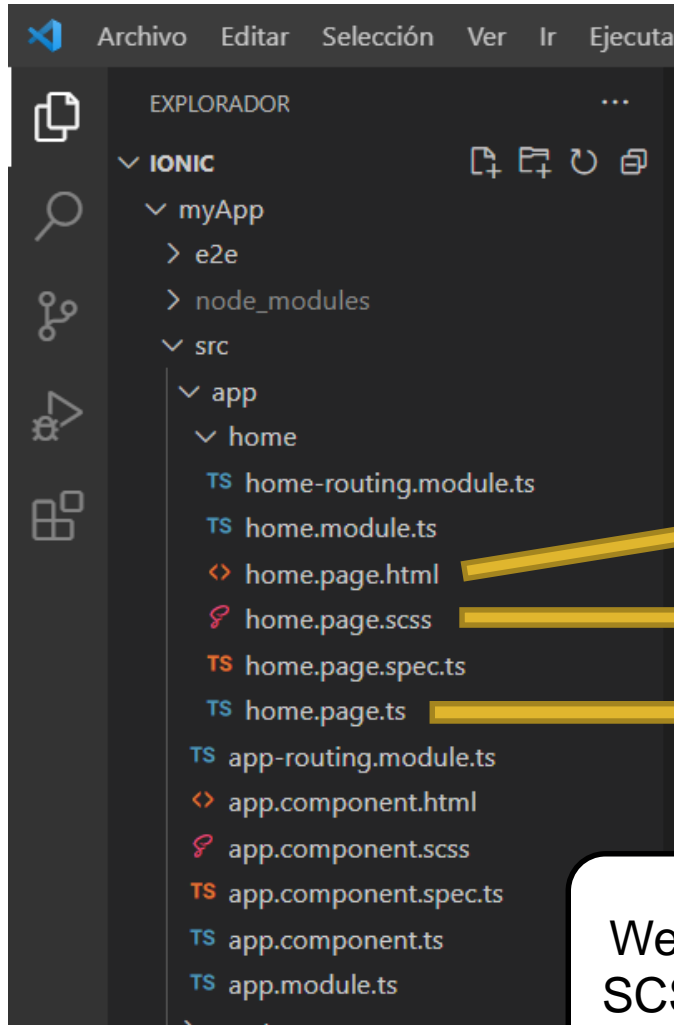 Archivo Editar Selección Ver Ir Ejecuta
EXPLORADOR
IONIC
myApp
e2e
node_modules
src
app
home
TS home-routing.module.ts
TS home.module.ts
<> home.page.html
home.page.scss
TS home.page.spec.ts
TS home.page.ts
TS app-routing.module.ts
<> app.component.html
app.component.scss
TS app.component.spec.ts
TS app.component.ts
TS app.module.ts
We